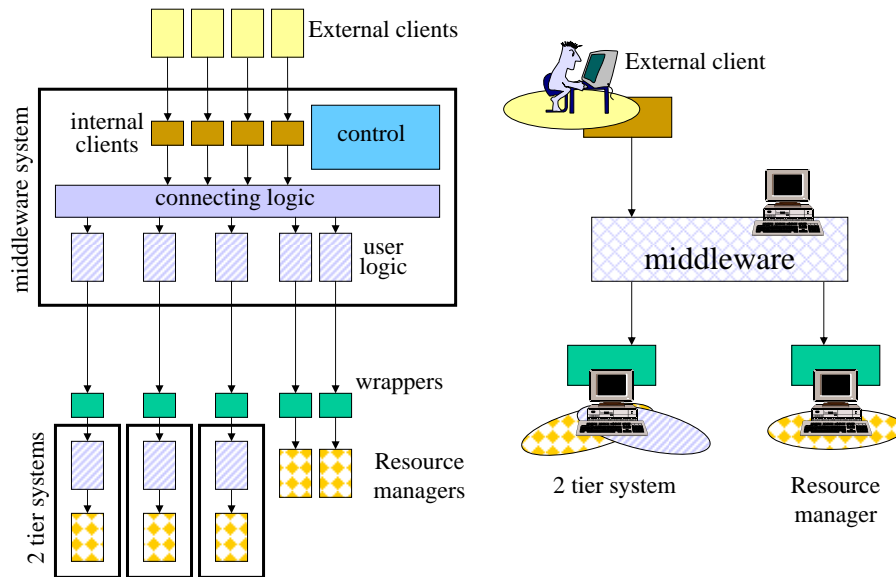 External clients
internal
clients
control
middleware system
connecting logic
user
logic
wrappers
2 tier systems
Resource
managers
External client
middleware
2 tier system
Resource
manager